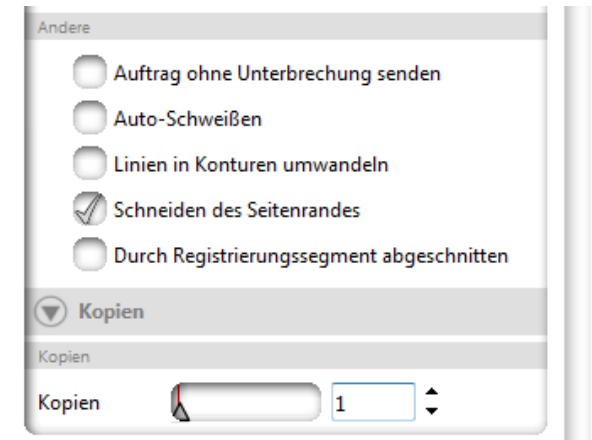 Andere
Auftrag ohne Unterbrechung senden
Auto-Schweißen
Linien in Konturen umwandeln
Schneiden des Seitenrandes
Durch Registrierungssegment abgeschnitten
Kopien
Kopien
Kopien 1